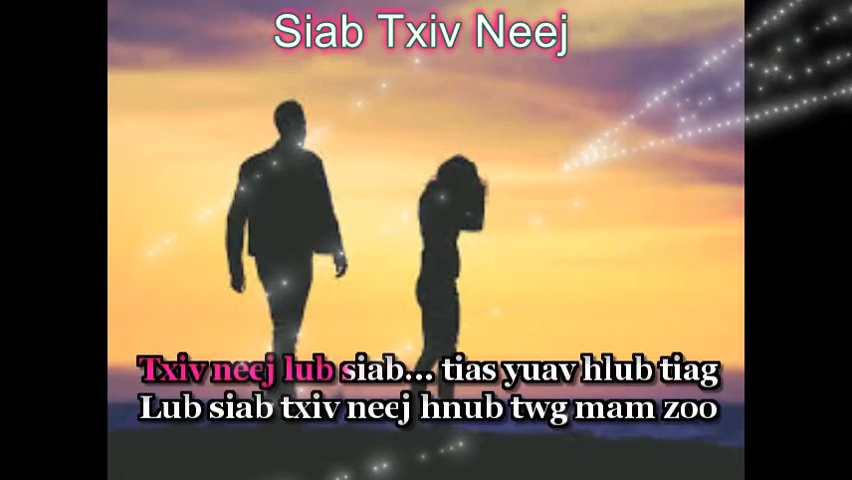 Siab Txiv Neej
Txiv neej lub siab... tias yuav hlub tiag
Lub siab txiv neej hnub twg mam zoo